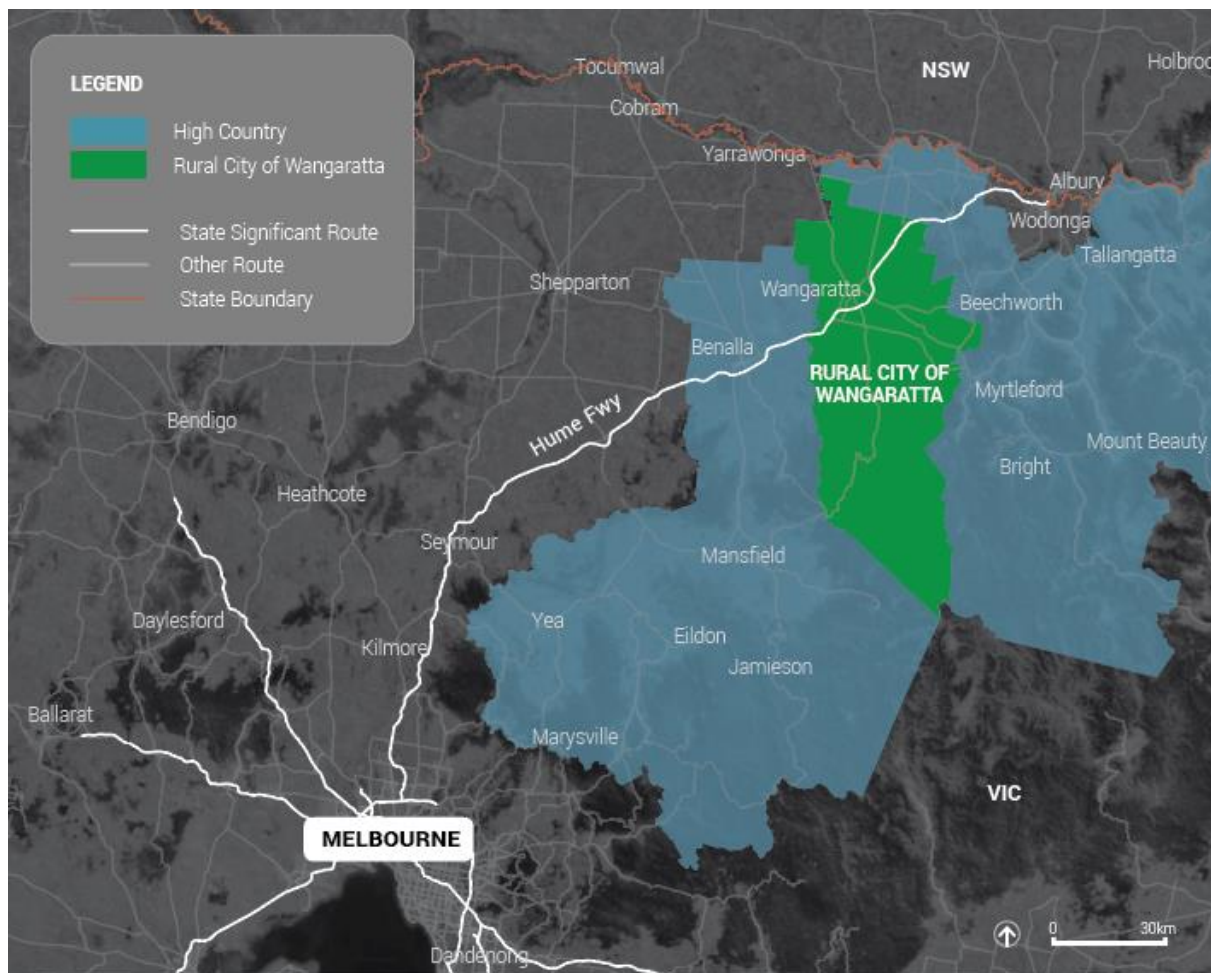 LEGEND
High Country
Rural City of Wangaratta
State Significant Route
Other Route
State Boundary
Tocumwal
NSW
Cobram
Yarrawonga
Albury
Wodonga
Tallangatta
Shepparton
Wangaratta
Beechworth
Benalla
RURAL CITY OF
WANGARATTA
Myrtleford
Hume Fwy
Bendigo
Mount Beauty
Bright
Heathcote
Seymour
Mansfield
Daylesford
Yea
Kilmore
Eildon
Jamieson
Ballarat
Marysville
VIC
MELBOURNE
Dandenong
0 30km